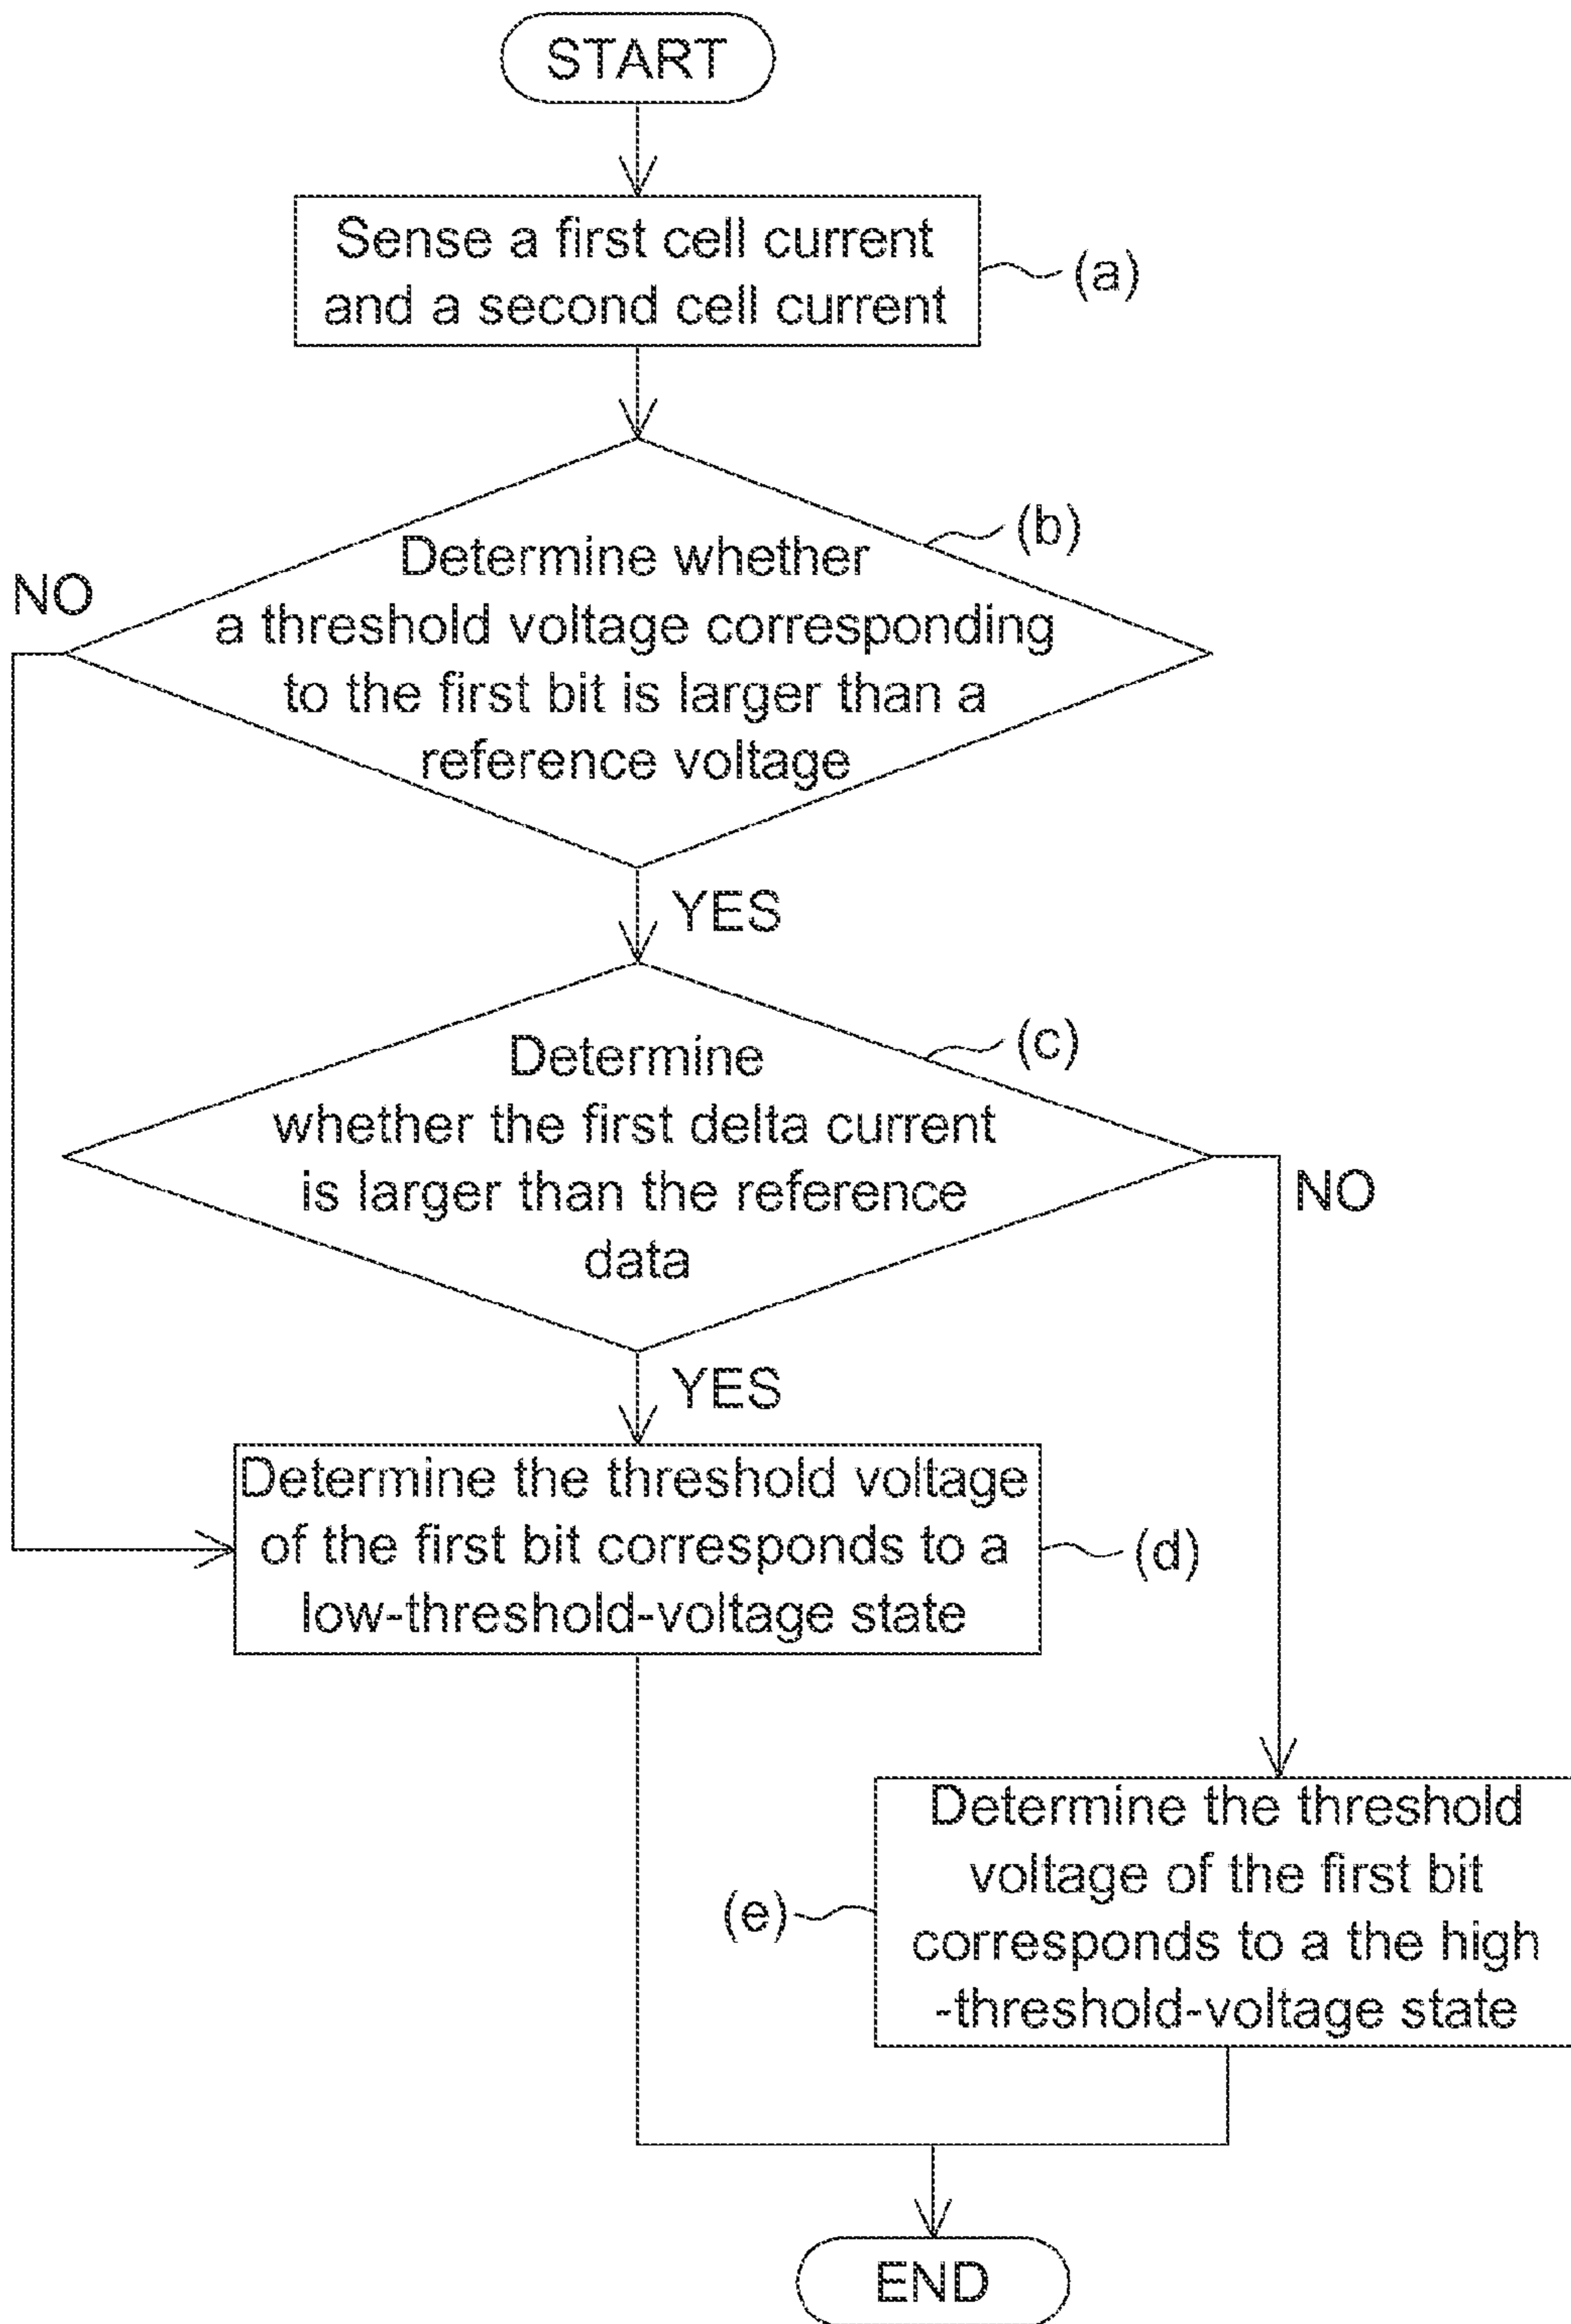 START
Sense a first cell current
and a second cell current
(a)
(b)
Determine whether
a threshold voltage corresponding
to the first bit is larger than a
reference voltage
NO
YES
(c)
Determine
whether the first delta current
is larger than the reference
data
NO
YES
Determine the threshold voltage
of the first bit corresponds to a
low-threshold-voltage state
(d)
Determine the threshold
voltage of the first bit
corresponds to a the high
-threshold-voltage state
(e)
END